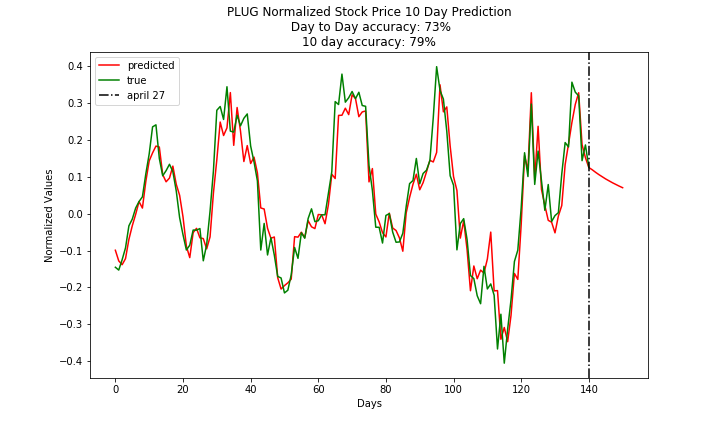 PLUG Normalized Stock Price 10 Day Prediction
Day to Day accuracy: 73%
10 day accuracy: 79%
predicted
true
april 27
Normalized Values
0.4
0.3
0.2
0.1
0.0
−0.1
−0.2
−0.3
−0.4
0
20
40
60
80
100
120
140
Days